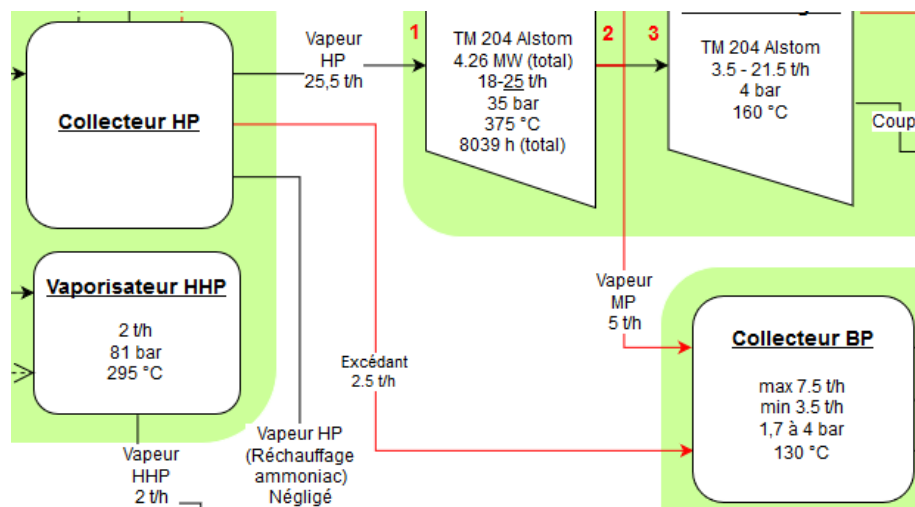 Collecteur HP
Vapeur
HP
25,5 t/h
1
TM 204 Alstom
4.26 MW (total)
18-25 t/h
35 bar
375 °C
8039 h (total)
2
3
TM 204 Alstom
3.5 - 21.5 t/h
4 bar
160 °C
Coup
Vaporisateur HHP
2 t/h
81 bar
295 °C
Vapeur
HHP
2 t/h
Vapeur HP
(Réchauffage
ammoniac)
Négligé
Excédant
2.5 t/h
Vapeur
MP
5 t/h
Collecteur BP
max 7.5 t/h
min 3.5 t/h
1,7 à 4 bar
130 °C